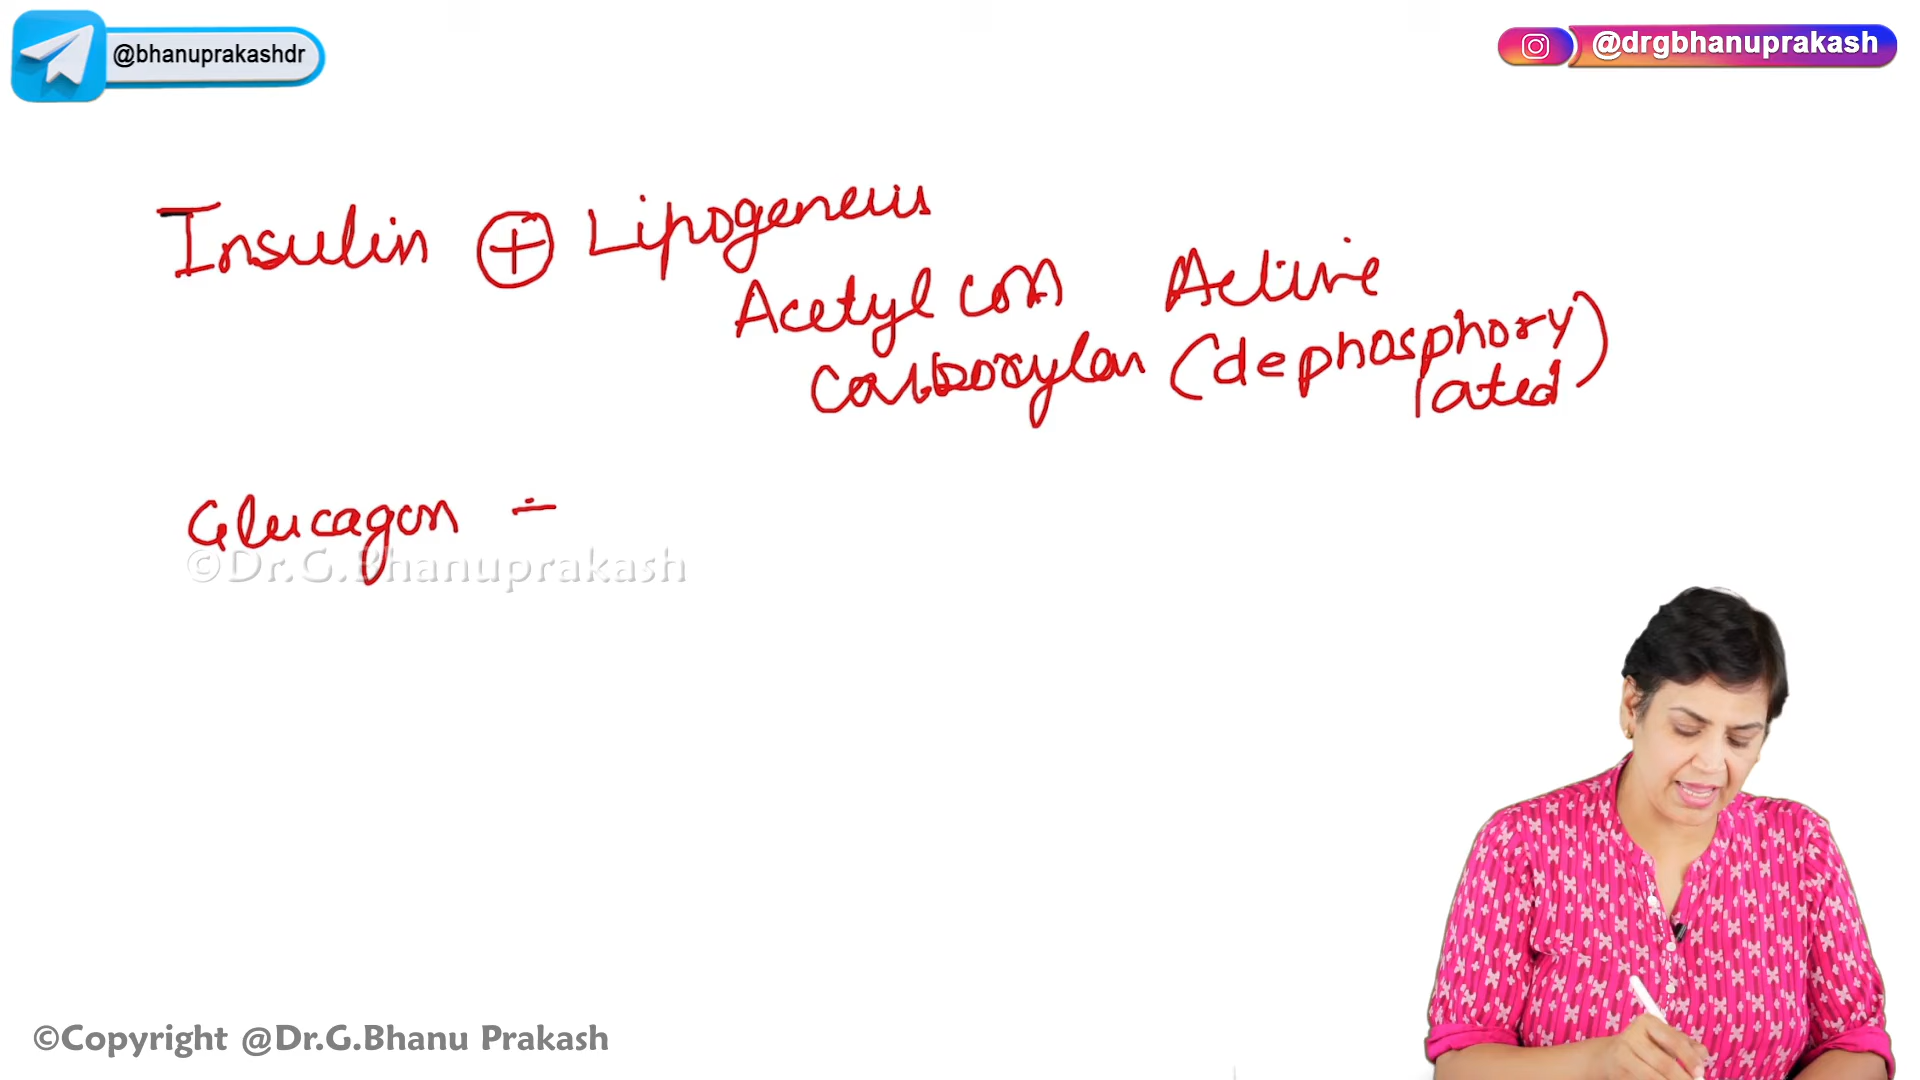 @bhanuprakashdr
@drgbhanuprakash
Insulin ⊕ Lipogenesis
Acetyl CoA Active
Carboxylase (dephosphory
lated)
Glucagon -
©Dr.G.Bhanuprakash
©Copyright @Dr.G.Bhanu Prakash